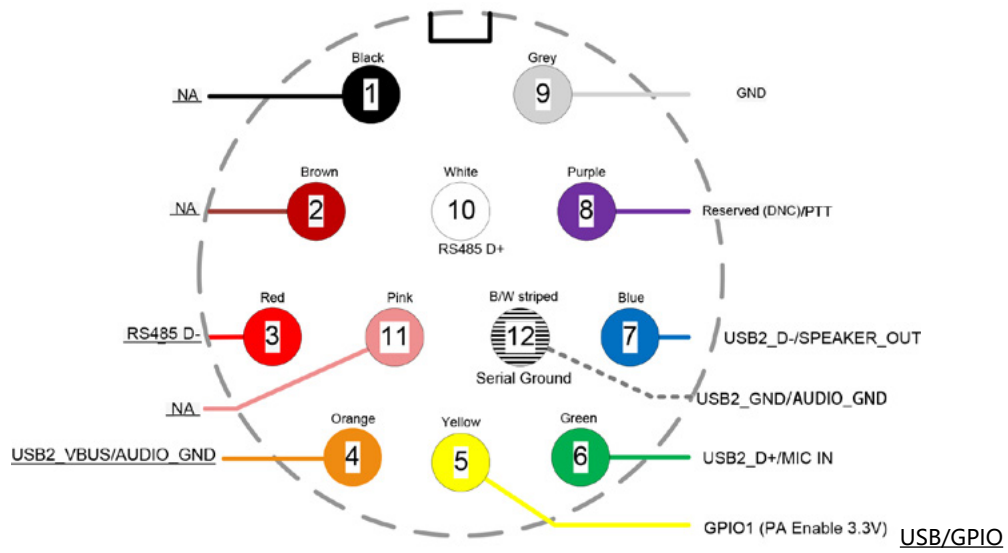 Black
Grey
NA
1
9
GND
Brown
White
Purple
NA
2
10
8
Reserved (DNC)/PTT
RS485 D+
Red
Pink
B/W striped
Blue
RS485 D-
3
11
12
7
USB2_D-/SPEAKER_OUT
Serial Ground
USB2_GND/AUDIO_GND
NA
Orange
Yellow
Green
USB2_VBUS/AUDIO_GND
4
5
6
USB2_D+/MIC IN
GPIO1 (PA Enable 3.3V)
USB/GPIO